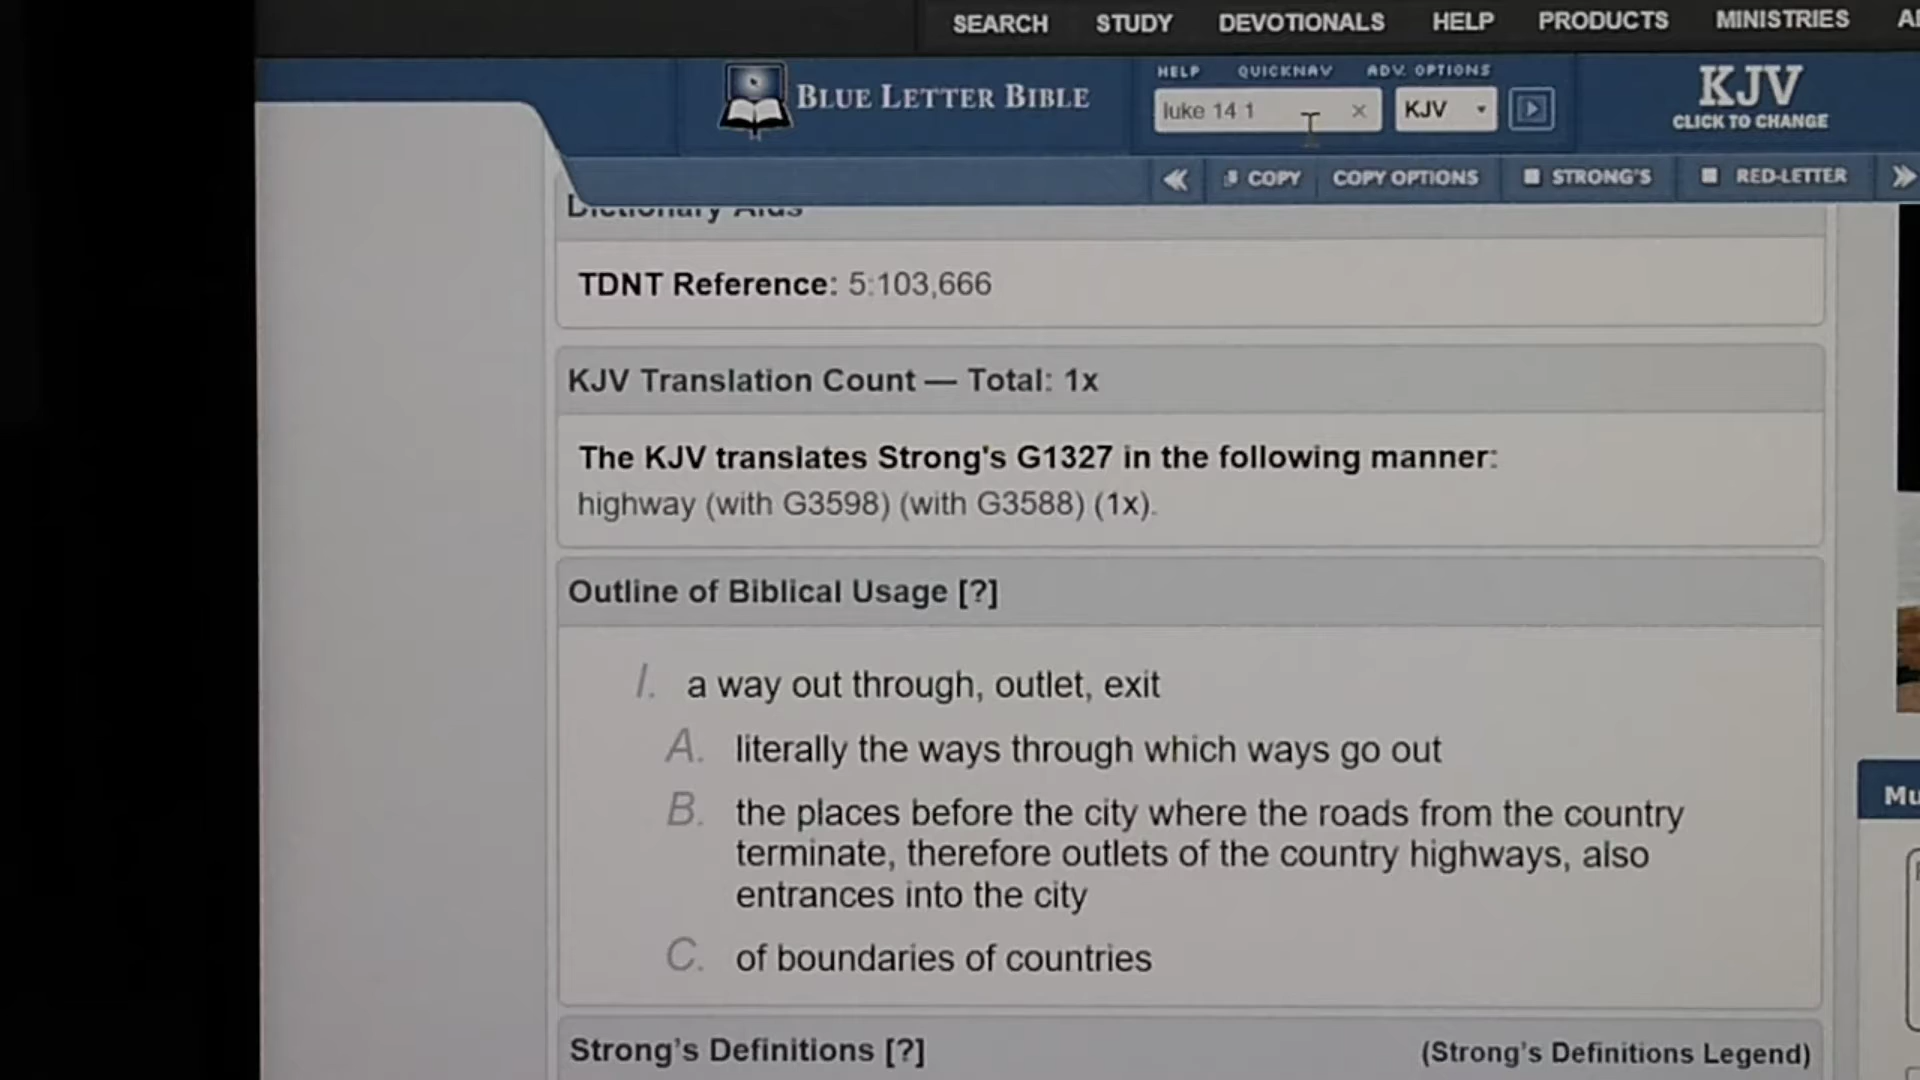 SEARCH STUDY DEVOTIONALS HELP PRODUCTS MINISTRIES
HELP QUICKNAV ADV. OPTIONS
BLUE LETTER BIBLE
luke 14 1 × KJV
KJV
CLICK TO CHANGE
COPY COPY OPTIONS STRONG'S RED-LETTER
Dictionary Aids
TDNT Reference: 5:103,666
KJV Translation Count — Total: 1x
The KJV translates Strong's G1327 in the following manner:
highway (with G3598) (with G3588) (1x).
Outline of Biblical Usage [?]
I. a way out through, outlet, exit
A. literally the ways through which ways go out
B. the places before the city where the roads from the country
terminate, therefore outlets of the country highways, also
entrances into the city
C. of boundaries of countries
Mu
Strong's Definitions [?] (Strong's Definitions Legend)